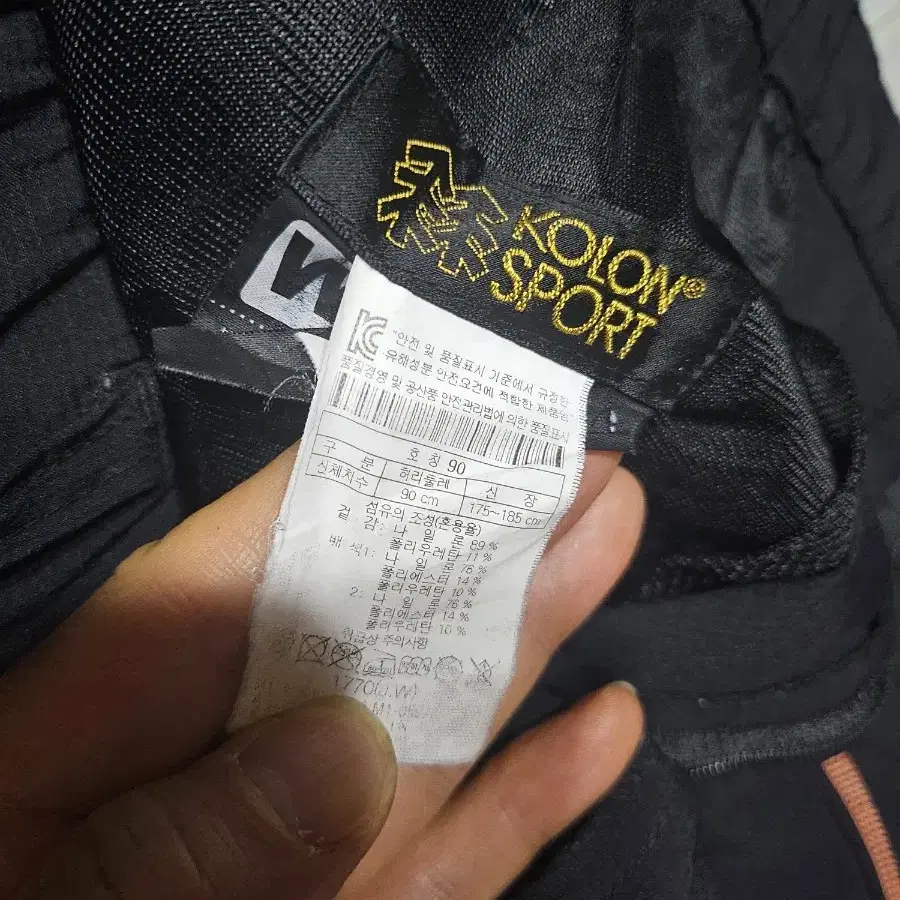 KOLON®
SPORT
"안전 및 품질표시 기준에서 규정한
유해성분 안전요건에 적합한 제품임"
품질경영 및 공산품 안전관리법에 의한 품질표시
구 분 호칭 90
신체치수 허리둘레 신 장
90 cm 175~185 cm
섬유의 조성(혼용율)
겉 감: 나 일 론 89 %
폴리우레탄 11 %
배 색1: 나 일 론 76 %
폴리에스터 14 %
폴리우레탄 10 %
2: 나 일 론 76 %
폴리에스터 14 %
폴리우레탄 10 %
취급상 주의사항
1770(J.W)